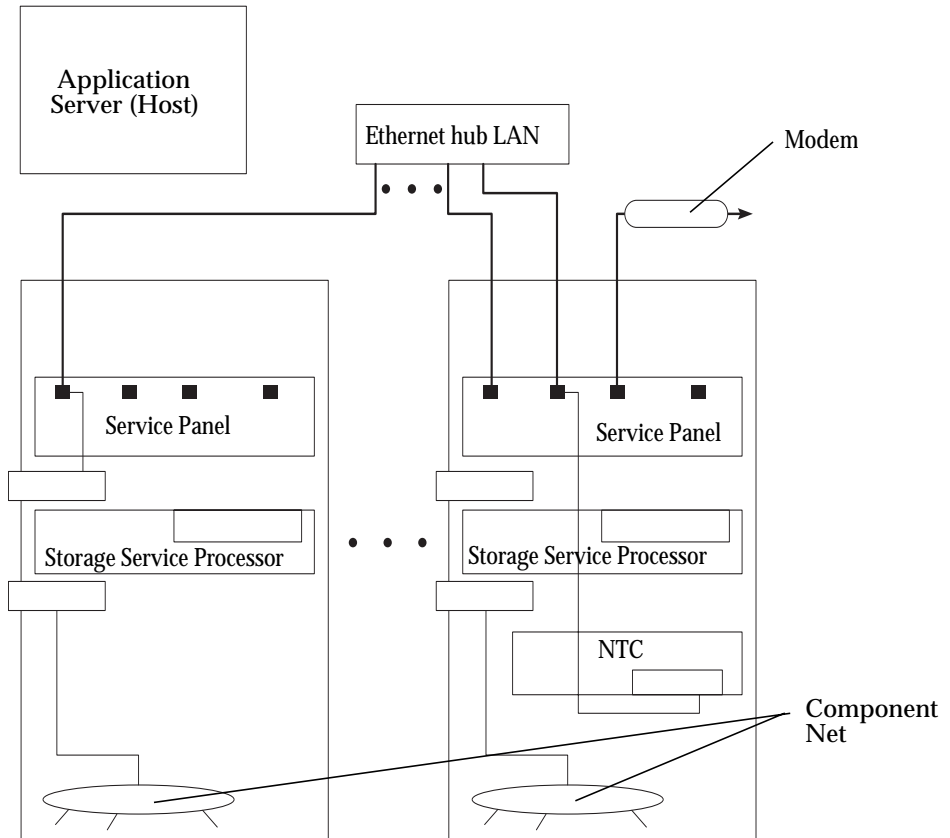 Application
Server (Host)
Ethernet hub LAN
Modem
Service Panel
Service Panel
Storage Service Processor
Storage Service Processor
NTC
Component
Net